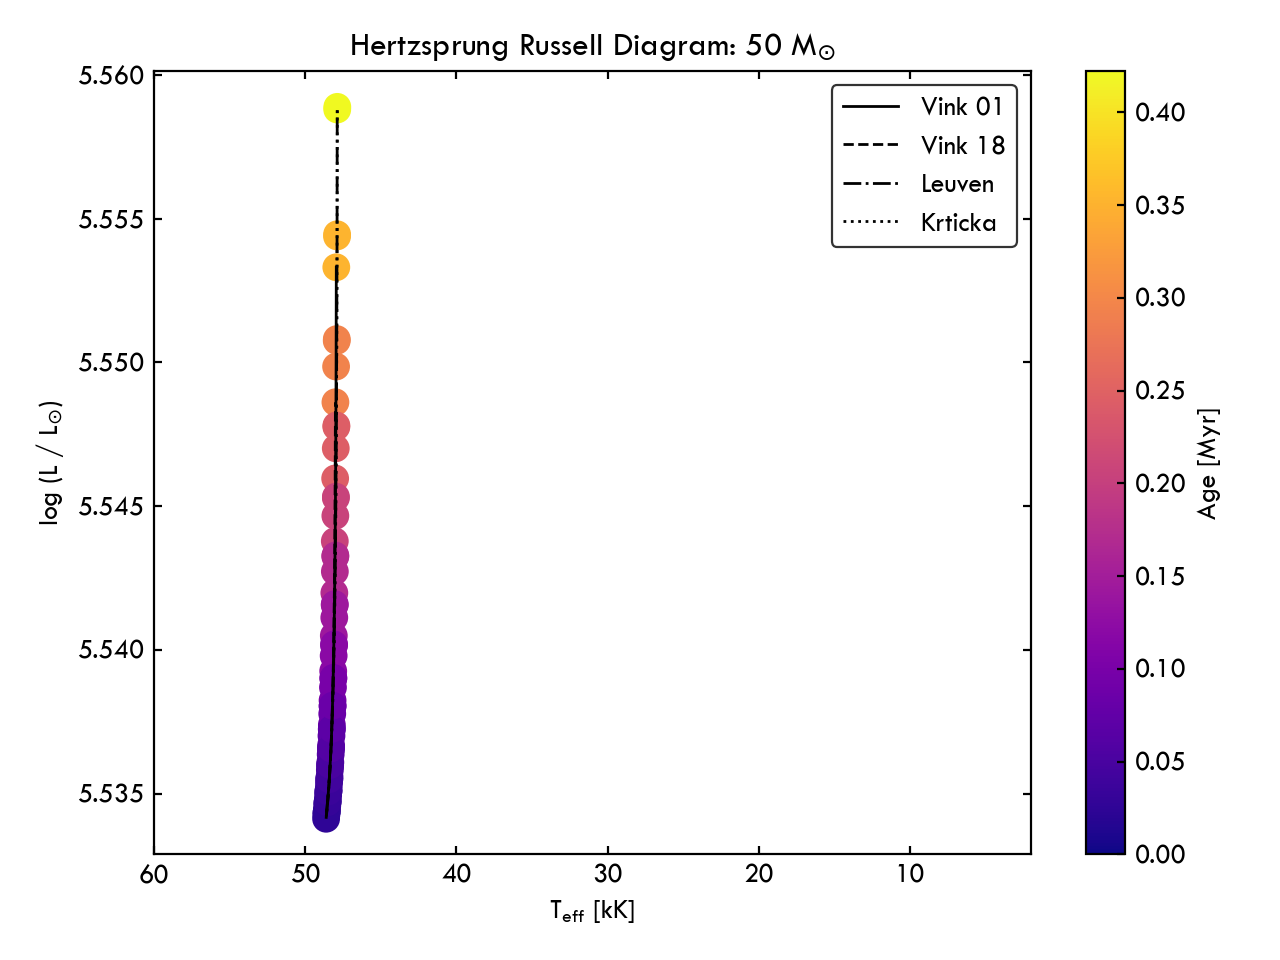 Hertzsprung Russell Diagram: 50 M☉
5.560
5.555
5.550
5.545
5.540
5.535
log (L / L☉)
60
50
40
30
20
10
T_eff [kK]
Vink 01
Vink 18
Leuven
Krticka
0.40
0.35
0.30
0.25
0.20
0.15
0.10
0.05
0.00
Age [Myr]